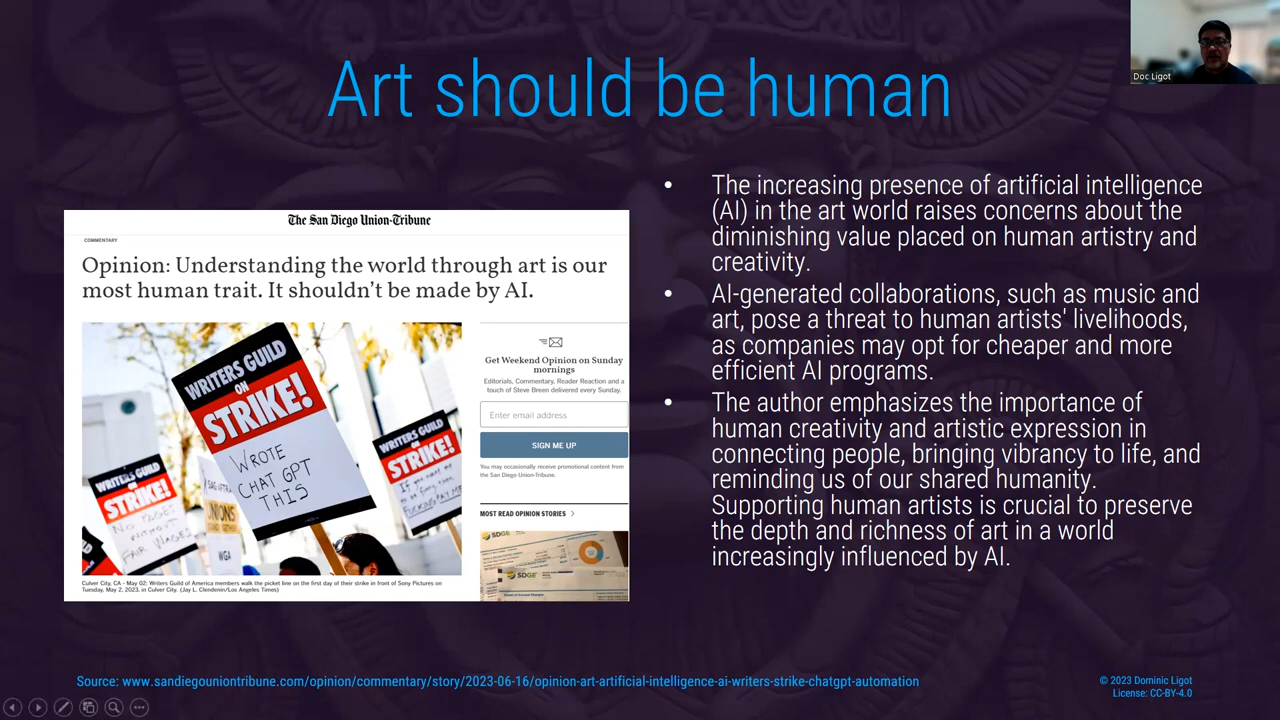 Art should be human
Doc Ligot
The San Diego Union-Tribune
COMMENTARY
Opinion: Understanding the world through art is our
most human trait. It shouldn't be made by AI.
WRITERS GUILD
ON
STRIKE!
WROTE
CHAT GPT
THIS
WRITERS GUILD
STRIKE!
WRITERS GUILD
STRIKE!
NO PAGES
WITHOUT
FAIR WAGES
UNIONS
WGA
Culver City, CA - May 02: Writers Guild of America members walk the picket line on the first day of their strike in front of Sony Pictures on
Tuesday, May 2, 2023, in Culver City. (Jay L. Clendenin/Los Angeles Times)
Get Weekend Opinion on Sunday
mornings
Editorials, Commentary, Reader Reaction and a
touch of Steve Breen delivered every Sunday.
Enter email address
SIGN ME UP
You may occasionally receive promotional content from
the San Diego Union-Tribune.
MOST READ OPINION STORIES
SDGE
SDGE
• The increasing presence of artificial intelligence
(AI) in the art world raises concerns about the
diminishing value placed on human artistry and
creativity.
• AI-generated collaborations, such as music and
art, pose a threat to human artists' livelihoods,
as companies may opt for cheaper and more
efficient AI programs.
• The author emphasizes the importance of
human creativity and artistic expression in
connecting people, bringing vibrancy to life, and
reminding us of our shared humanity.
Supporting human artists is crucial to preserve
the depth and richness of art in a world
increasingly influenced by AI.
Source: www.sandiegouniontribune.com/opinion/commentary/story/2023-06-16/opinion-art-artificial-intelligence-ai-writers-strike-chatgpt-automation
© 2023 Dominic Ligot
License: CC-BY-4.0